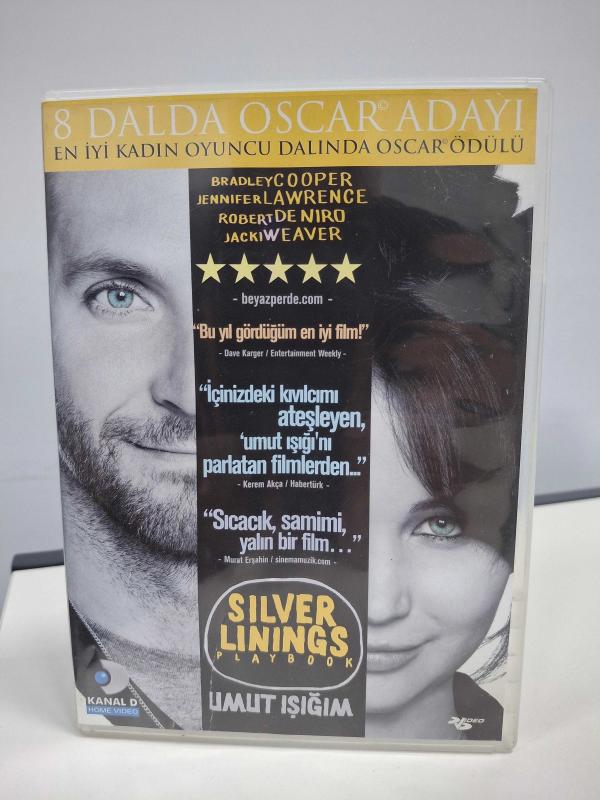 8 DALDA OSCAR© ADAYI
EN İYİ KADIN OYUNCU DALINDA OSCAR© ÖDÜLÜ
BRADLEY COOPER
JENNIFER LAWRENCE
ROBERT DE NIRO
JACKI WEAVER
- beyazperde.com -
“Bu yıl gördüğüm en iyi film!”
- Dave Karger / Entertainment Weekly -
“İçinizdeki kıvılcımı
ateşleyen,
‘umut ışığı’nı
parlatan filmlerden...”
- Kerem Akça / Habertürk -
“Sıcacık, samimi,
yalın bir film...”
- Murat Erşahin / sinemamuzik.com -
SILVER
LININGS
PLAYBOOK
UMUT IŞIĞIM
KANAL D
HOME VIDEO